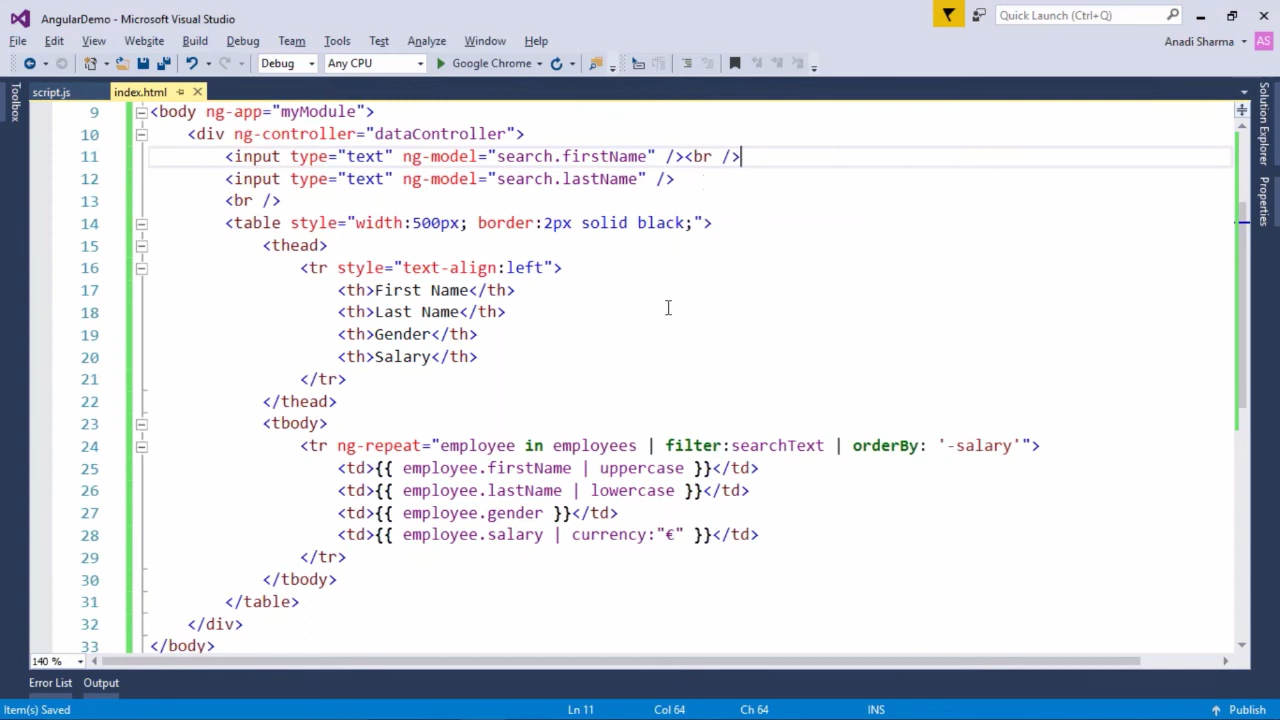 AngularDemo - Microsoft Visual Studio
Quick Launch (Ctrl+Q)
File Edit View Website Build Debug Team Tools Test Analyze Window Help
Anadi Sharma AS
Debug Any CPU Google Chrome
Toolbox
script.js index.html
Solution Explorer
Properties
9 <body ng-app="myModule">
10 <div ng-controller="dataController">
11 <input type="text" ng-model="search.firstName" /><br />
12 <input type="text" ng-model="search.lastName" />
13 <br />
14 <table style="width:500px; border:2px solid black;">
15 <thead>
16 <tr style="text-align:left">
17 <th>First Name</th>
18 <th>Last Name</th>
19 <th>Gender</th>
20 <th>Salary</th>
21 </tr>
22 </thead>
23 <tbody>
24 <tr ng-repeat="employee in employees | filter:searchText | orderBy: '-salary'">
25 <td>{{ employee.firstName | uppercase }}</td>
26 <td>{{ employee.lastName | lowercase }}</td>
27 <td>{{ employee.gender }}</td>
28 <td>{{ employee.salary | currency:"€" }}</td>
29 </tr>
30 </tbody>
31 </table>
32 </div>
33 </body>
140 %
Error List Output
Item(s) Saved Ln 11 Col 64 Ch 64 INS Publish